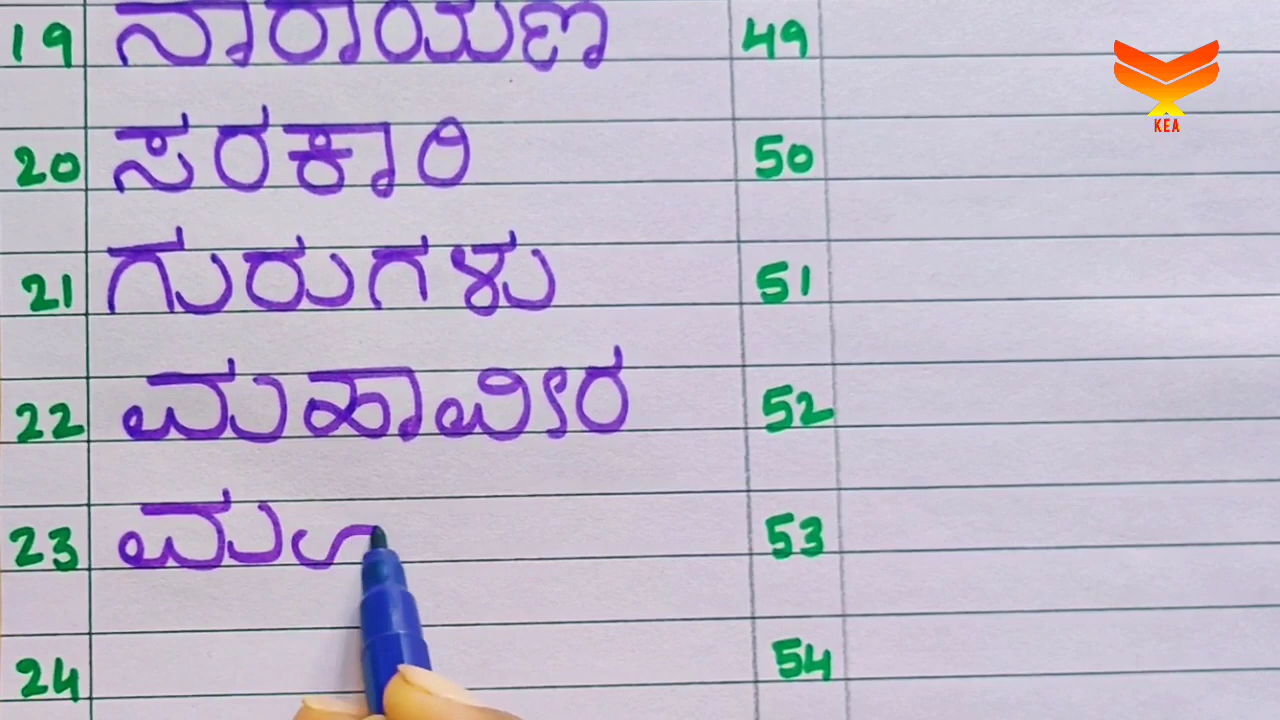 19 ನಾರಾಯಣ 49
KEA
20 ಸರಕಾರಿ 50
21 ಗುರುಗಳು 51
22 ಮಹಾವೀರ 52
23 ಮ 53
24 54